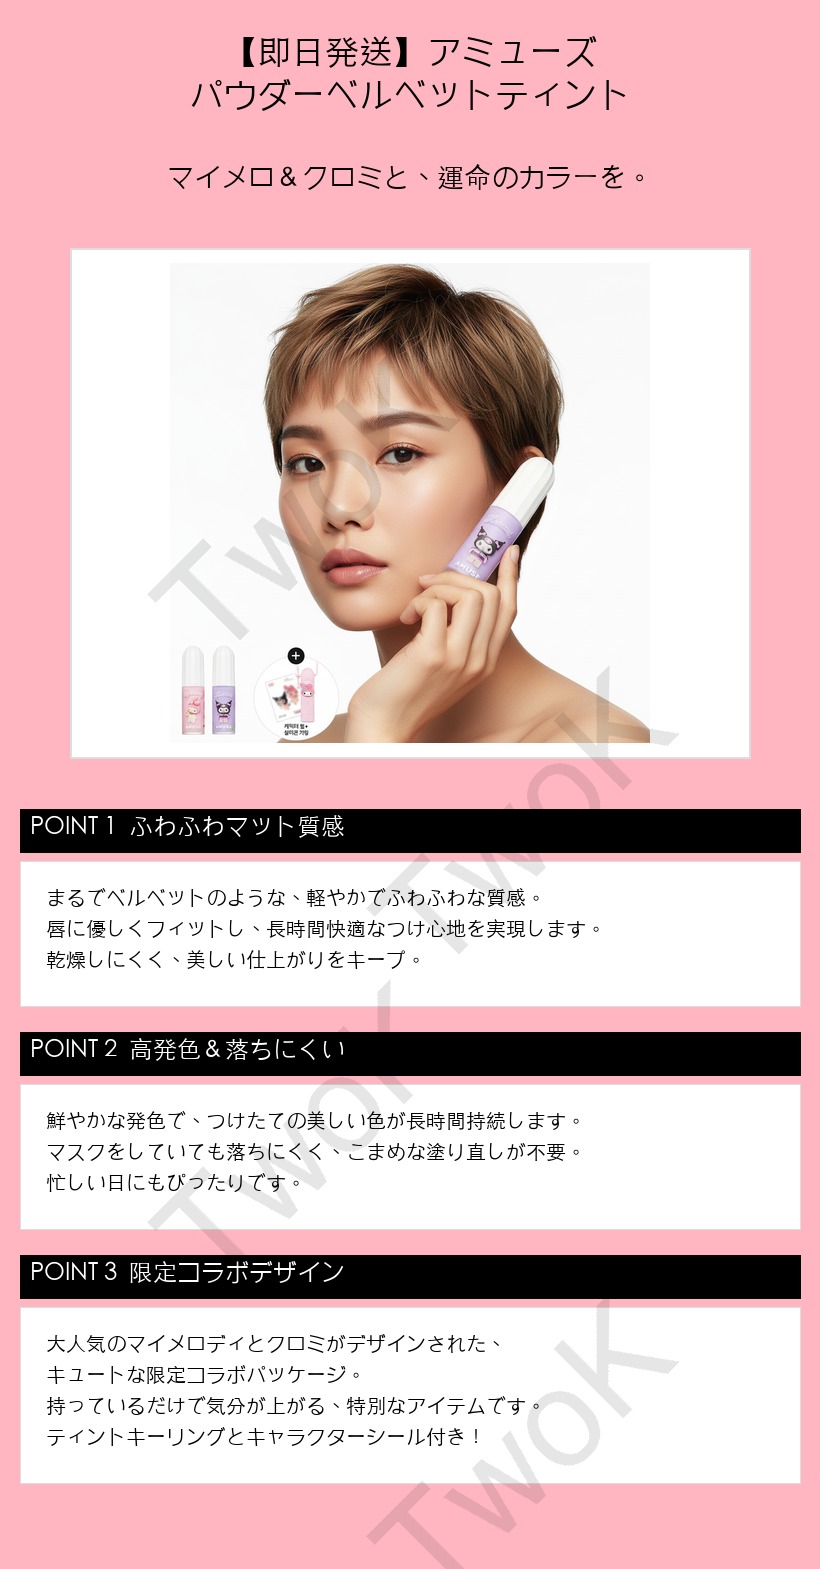 【即日発送】アミューズ
パウダーベルベットティント
マイメロ＆クロミと、運命のカラーを。
AMUSE
캐릭터 씰+
실리콘 키링
POINT 1 ふわふわマット質感
まるでベルベットのような、軽やかでふわふわな質感。
唇に優しくフィットし、長時間快適なつけ心地を実現します。
乾燥しにくく、美しい仕上がりをキープ。
POINT 2 高発色＆落ちにくい
鮮やかな発色で、つけたての美しい色が長時間持続します。
マスクをしていても落ちにくく、こまめな塗り直しが不要。
忙しい日にもぴったりです。
POINT 3 限定コラボデザイン
大人気のマイメロディとクロミがデザインされた、
キュートな限定コラボパッケージ。
持っているだけで気分が上がる、特別なアイテムです。
ティントキーリングとキャラクターシール付き！
TwoK
TwoK
TwoK
TwoK